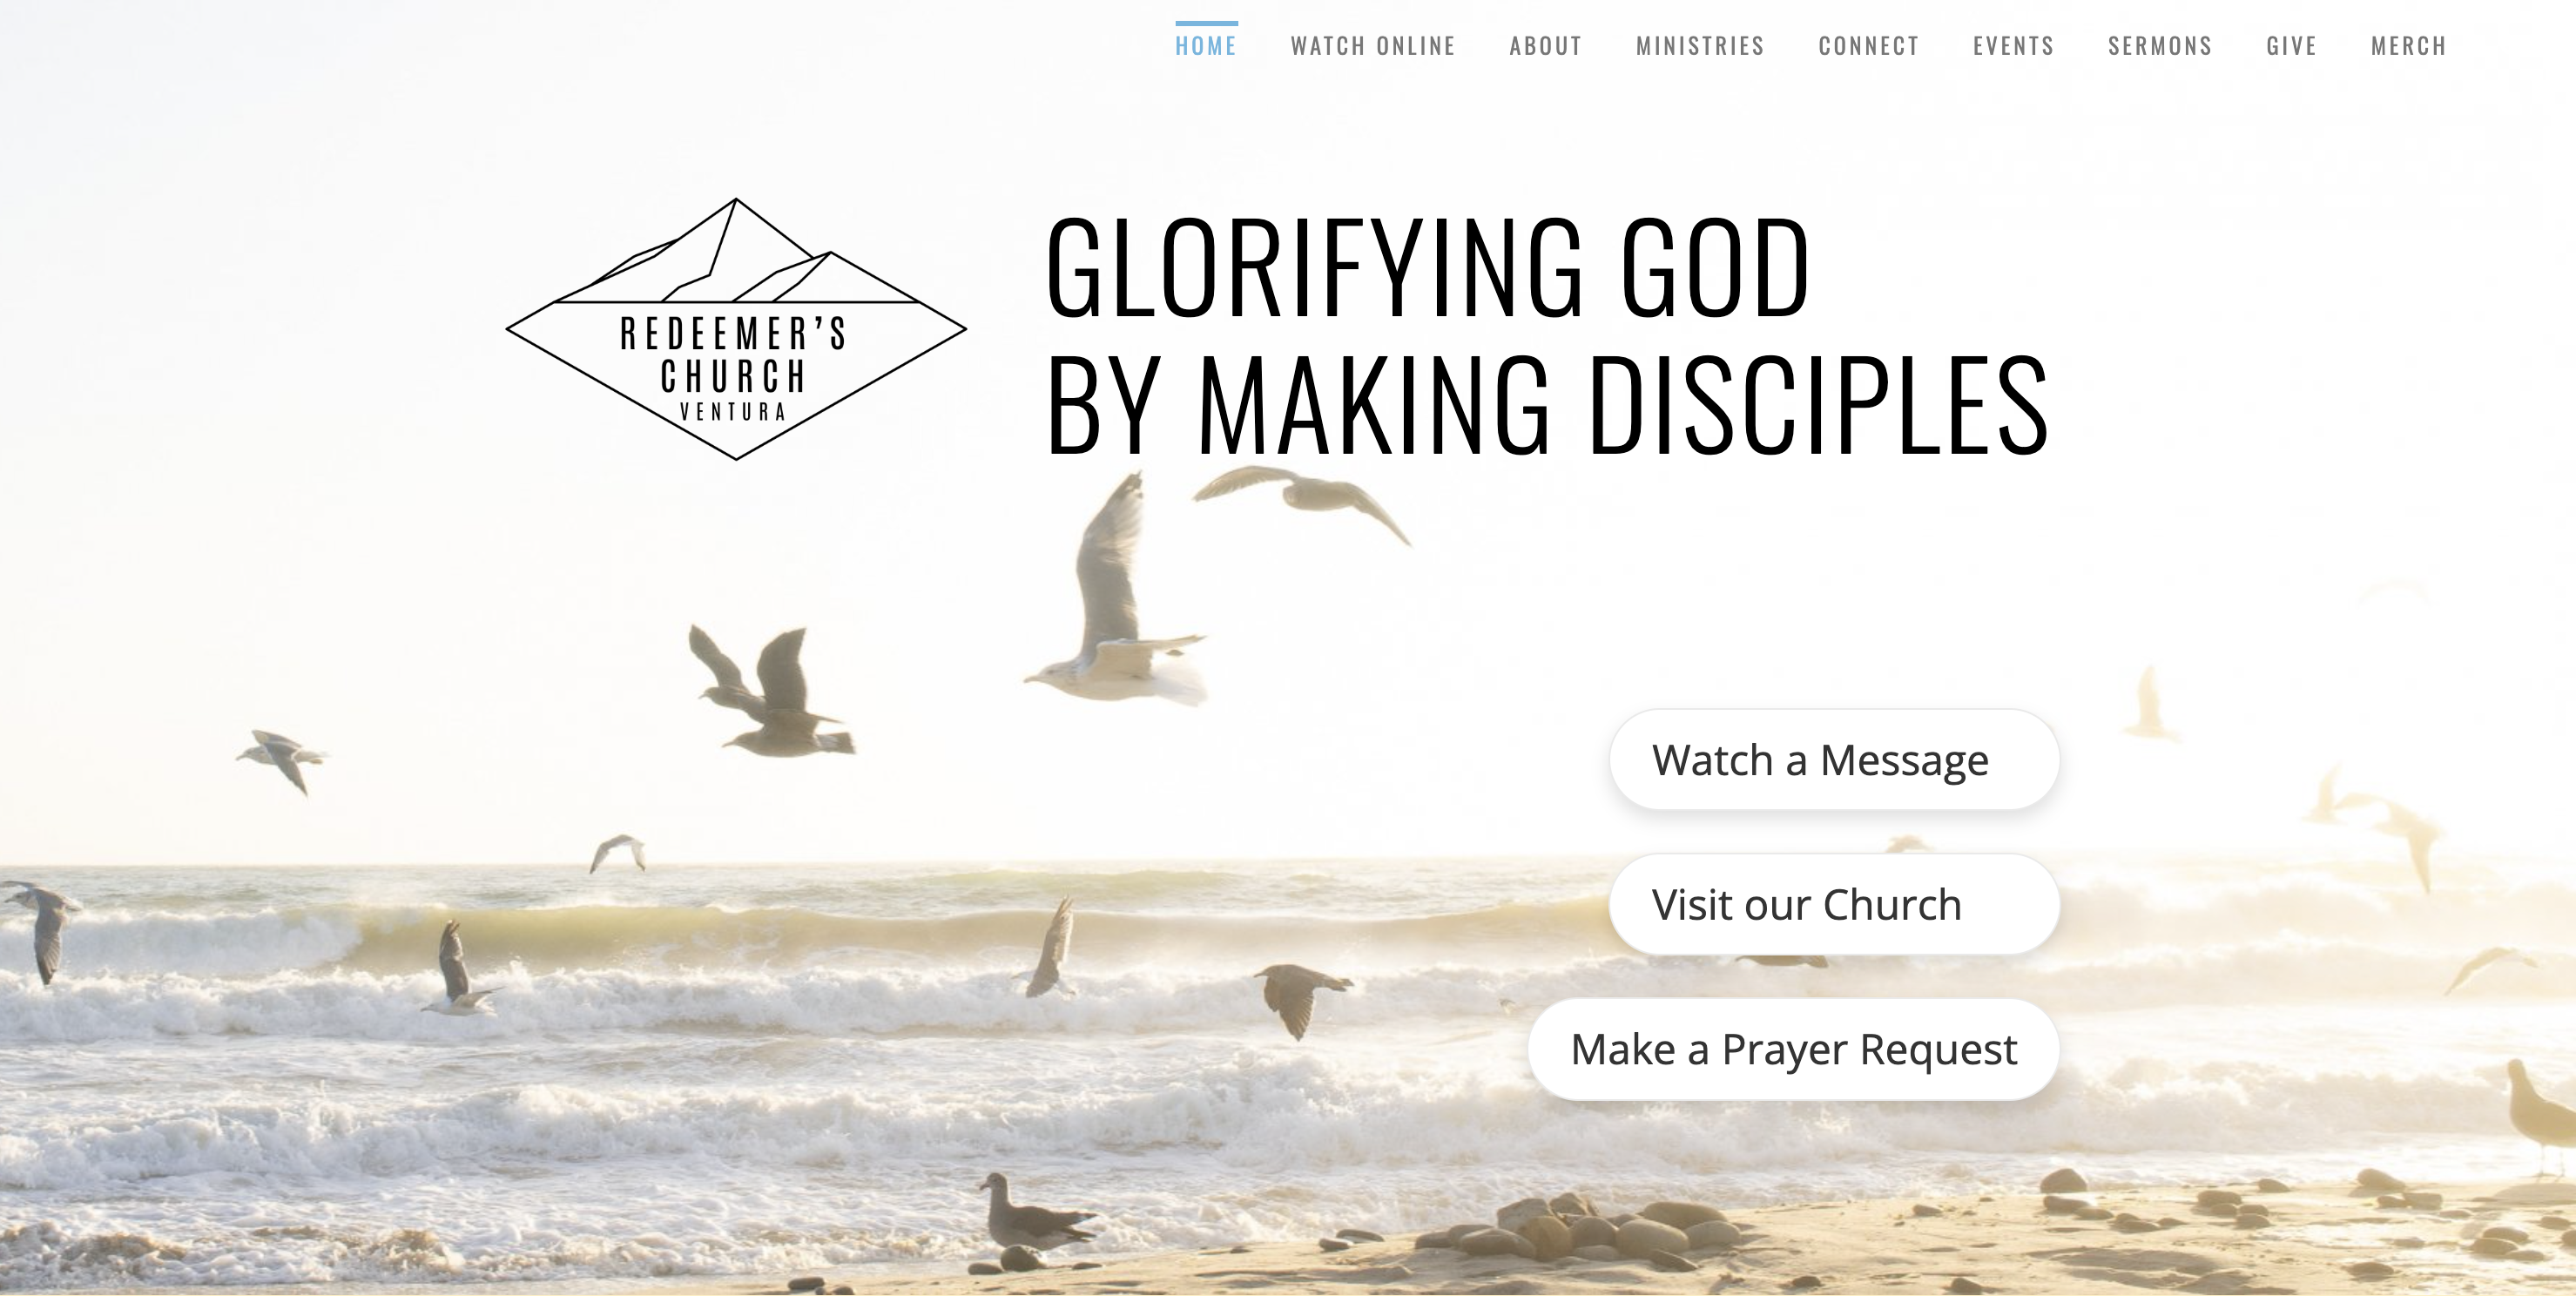 HOME WATCH ONLINE ABOUT MINISTRIES CONNECT EVENTS SERMONS GIVE MERCH
REDEEMER’S
CHURCH
VENTURA
GLORIFYING GOD
BY MAKING DISCIPLES
Watch a Message
Visit our Church
Make a Prayer Request